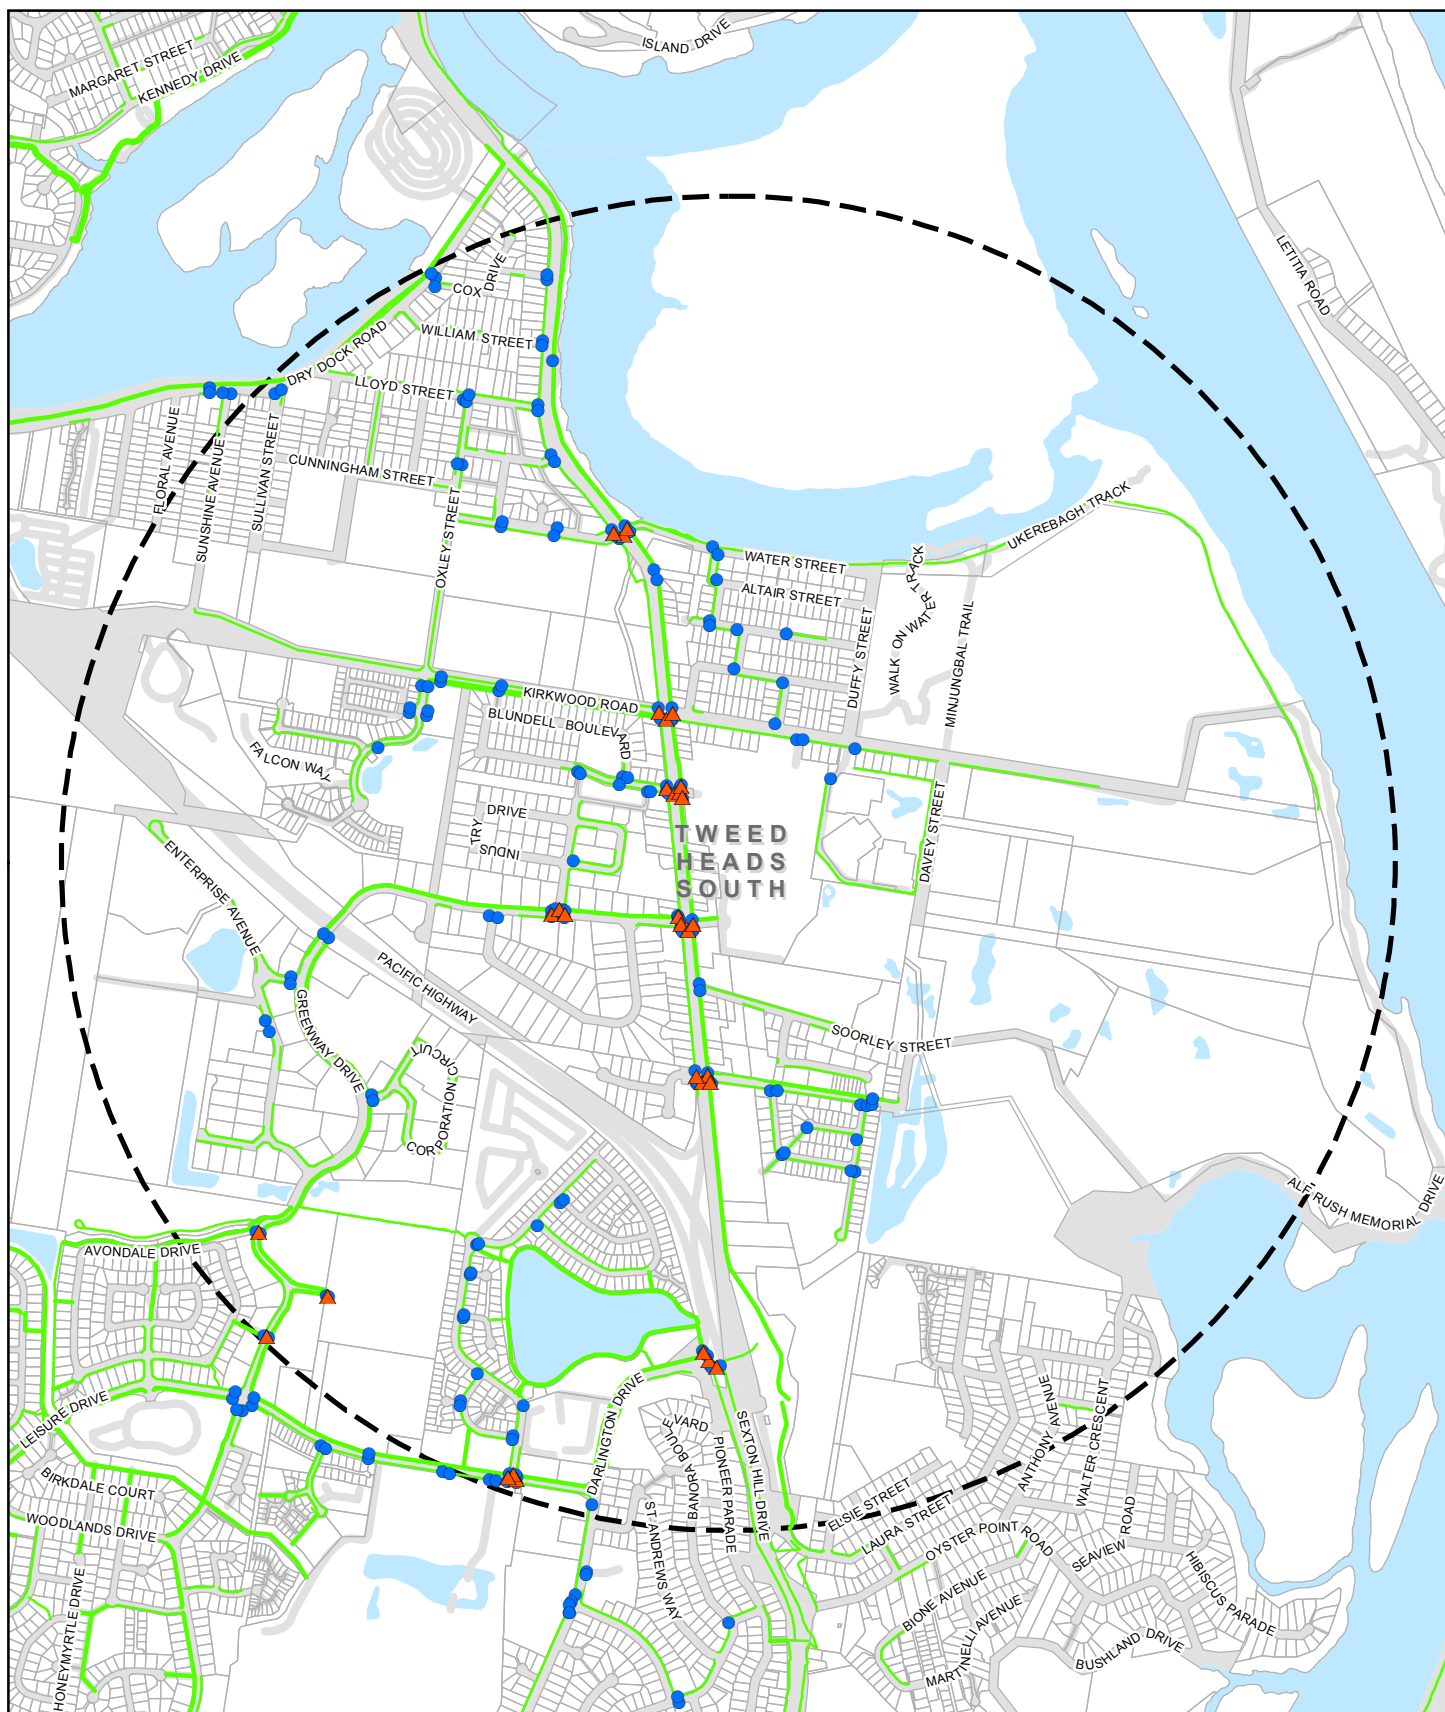 ISLAND DRIVE
MARGARET STREET
KENNEDY DRIVE
LETITIA ROAD
COX DRIVE
WILLIAM STREET
DRY DOCK ROAD
LLOYD STREET
FLORAL AVENUE
SUNSHINE AVENUE
SULLIVAN STREET
CUNNINGHAM STREET
OXLEY STREET
UKEREBAGH TRACK
WATER STREET
ALTAIR STREET
WALK ON WATER TRACK
DUFFY STREET
MINJUNGBAL TRAIL
KIRKWOOD ROAD
BLUNDELL BOULEVARD
FALCON WAY
INDUSTRY DRIVE
TWEED
HEADS
SOUTH
DAVEY STREET
ENTERPRISE AVENUE
PACIFIC HIGHWAY
GREENWAY DRIVE
SOORLEY STREET
CORPORATION CIRCUIT
ALF RUSH MEMORIAL DRIVE
AVONDALE DRIVE
LEISURE DRIVE
DARLINGTON DRIVE
BANORA BOULEVARD
PIONEER PARADE
SEXTON HILL DRIVE
ST ANDREWS WAY
ANTHONY AVENUE
WALTER CRESCENT
BIRKDALE COURT
WOODLANDS DRIVE
HONEYMYRTLE DRIVE
ELSIE STREET
LAURA STREET
OYSTER POINT ROAD
SEAVIEW ROAD
HIBISCUS PARADE
BIONE AVENUE
MARTINELLI AVENUE
BUSHLAND DRIVE